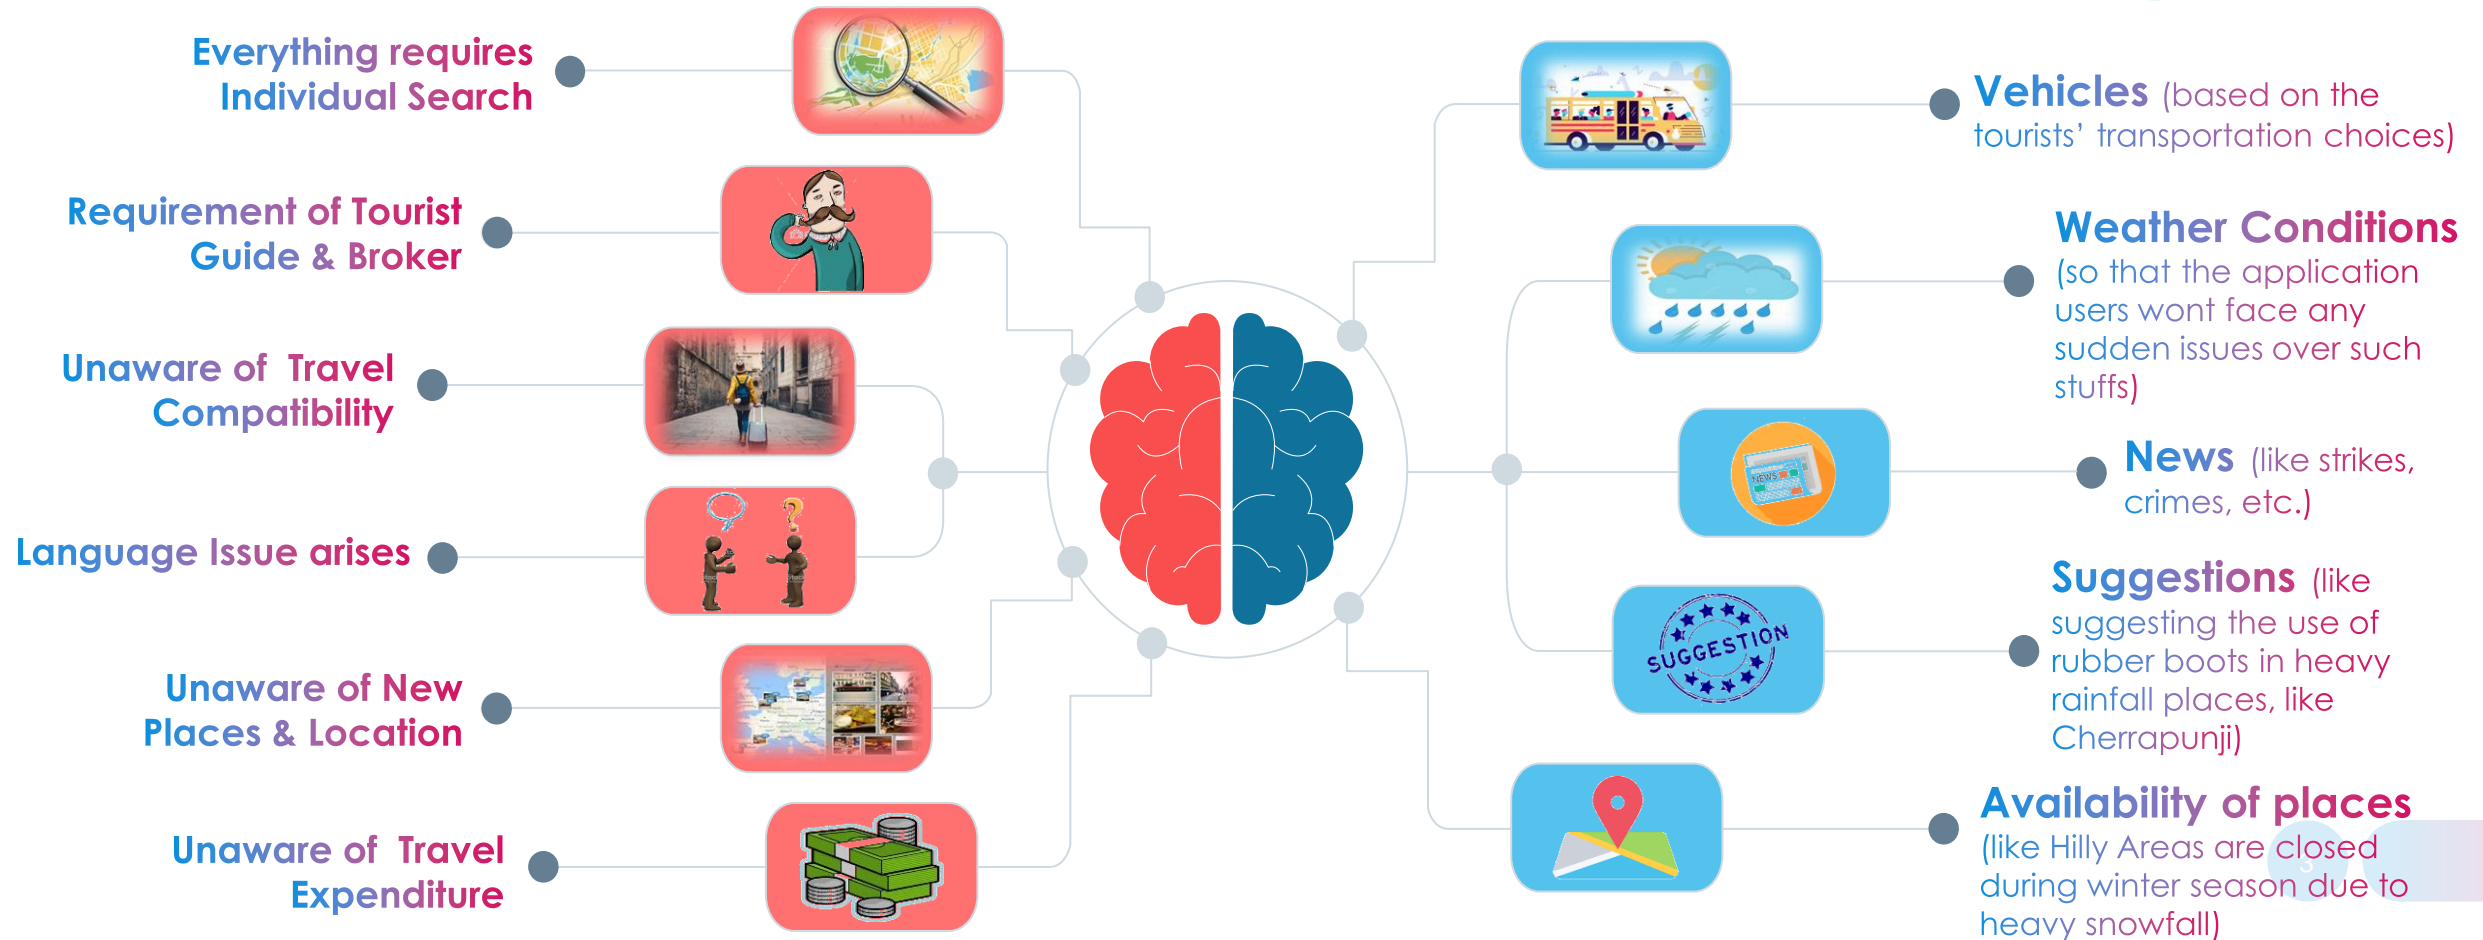 Everything requires
Individual Search
Requirement of Tourist
Guide & Broker
Unaware of Travel
Compatibility
Language Issue arises
Unaware of New
Places & Location
Unaware of Travel
Expenditure
Vehicles (based on the
tourists’ transportation choices)
Weather Conditions
(so that the application
users wont face any
sudden issues over such
stuffs)
NEWS
News (like strikes,
crimes, etc.)
SUGGESTION
Suggestions (like
suggesting the use of
rubber boots in heavy
rainfall places, like
Cherrapunji)
Availability of places
(like Hilly Areas are closed
during winter season due to
heavy snowfall)
3